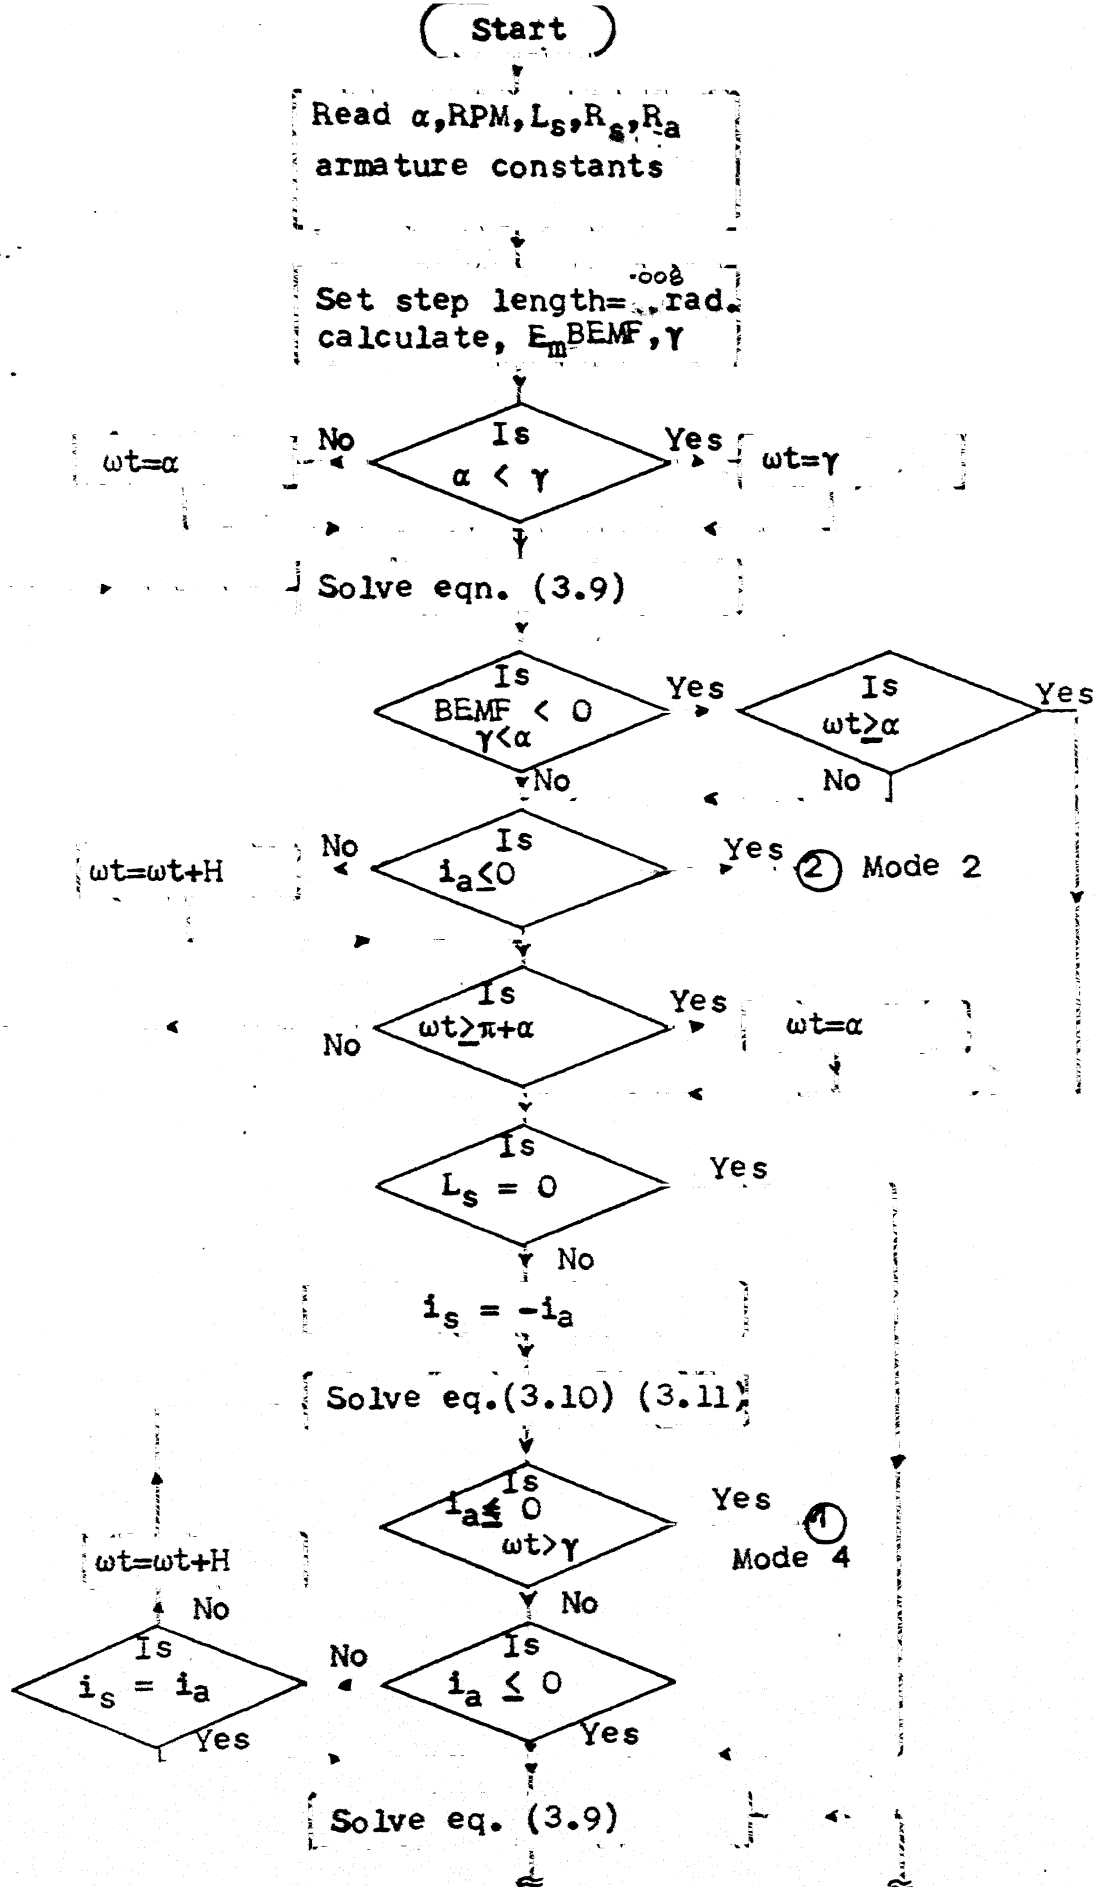 Start
Read α,RPM,Ls,Rs,Ra
armature constants
.008
Set step length= rad.
calculate, EmBEMF,γ
No
Is
Yes
ωt=α
α < γ
ωt=γ
Solve eqn. (3.9)
Is
Yes
Is
Yes
BEMF < 0
γ<α
ωt≥α
No
No
No
Is
Yes
ωt=ωt+H
ia≤0
2 Mode 2
Is
Yes
ωt≥π+α
ωt=α
No
Is
Yes
Ls = 0
No
is = -ia
Solve eq.(3.10) (3.11)
Is
Yes
ia≤ 0
1
ωt>γ
Mode 4
ωt=ωt+H
No
No
Is
No
Is
is = ia
ia ≤ 0
Yes
Yes
Solve eq. (3.9)